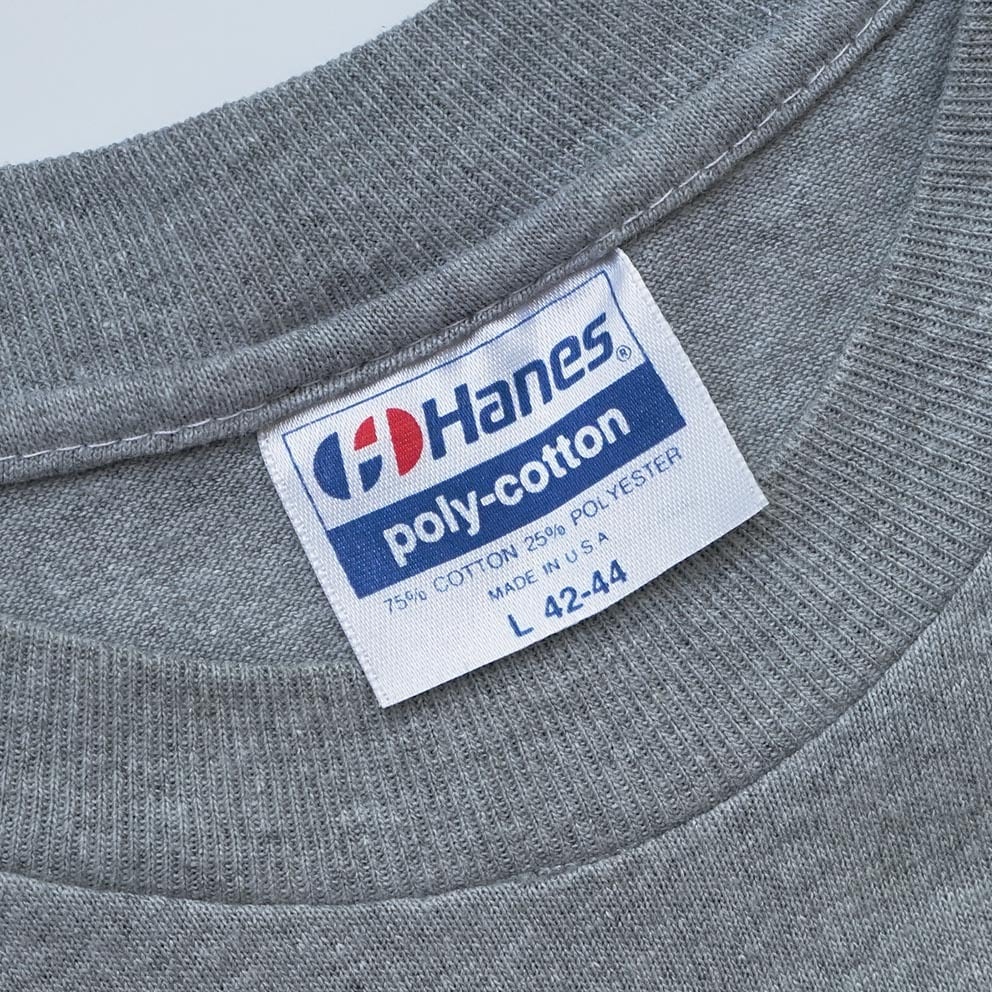 Hanes®
poly-cotton
75% COTTON 25% POLYESTER
MADE IN U.S.A
L 42-44